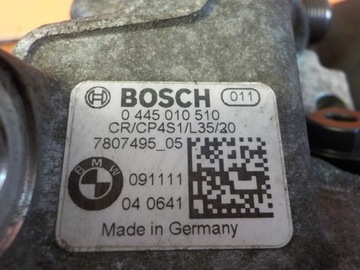 BOSCH 011
0 445 010 510
CR/CP4S1/L35/20
7807495_05
BMW
091111
04 0641
Made in Germany